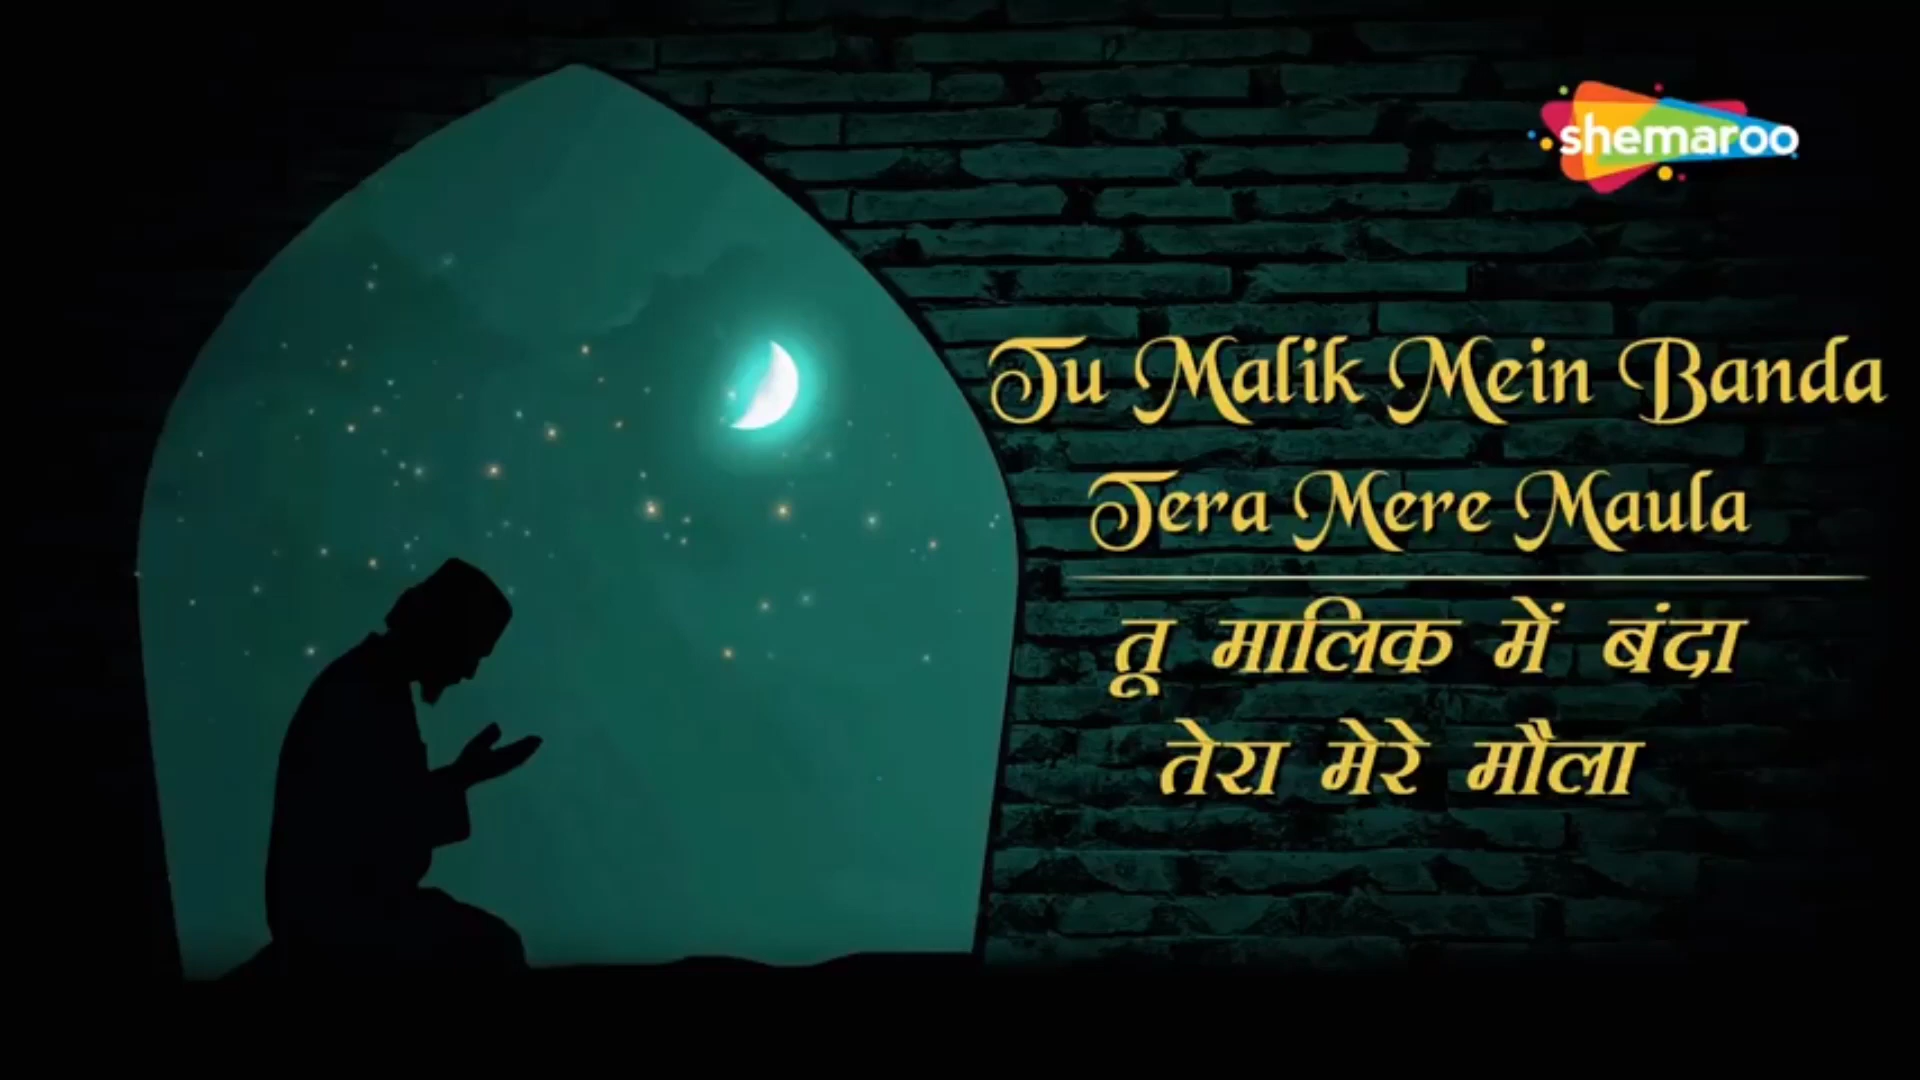 shemaroo
Tu Malik Mein Banda
Tera Mere Maula
तू मालिक में बंदा
तेरा मेरे मौला